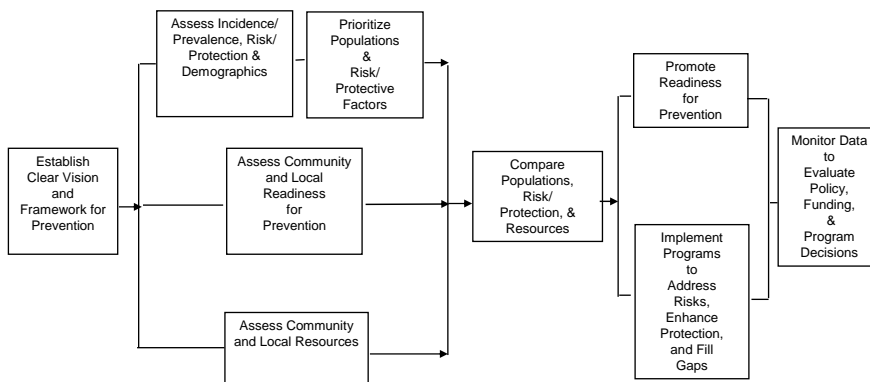 Establish
Clear Vision
and
Framework for
Prevention
Assess Incidence/
Prevalence, Risk/
Protection &
Demographics
Prioritize
Populations
&
Risk/
Protective
Factors
Assess Community
and Local
Readiness
for
Prevention
Assess Community
and Local Resources
Compare
Populations,
Risk/
Protection, &
Resources
Promote
Readiness
for
Prevention
Implement
Programs
to
Address
Risks,
Enhance
Protection,
and Fill
Gaps
Monitor Data
to
Evaluate
Policy,
Funding,
&
Program
Decisions